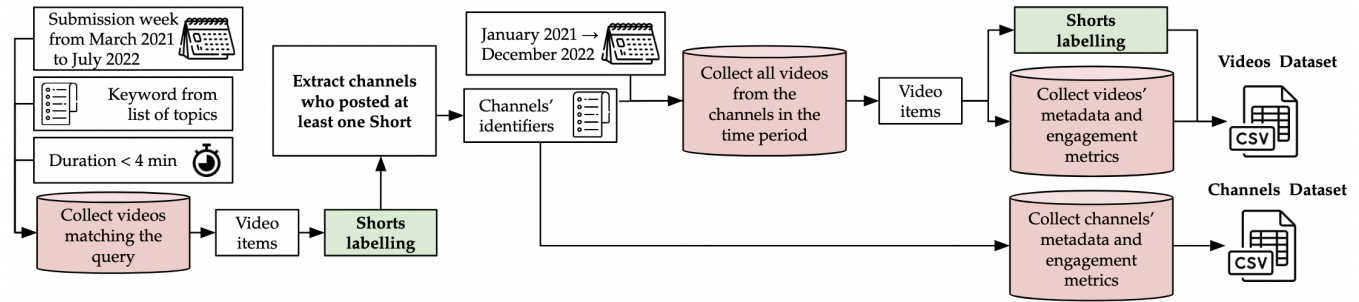 Submission week
from March 2021
to July 2022
Keyword from
list of topics
Duration < 4 min
Collect videos
matching the
query
Video
items
Shorts
labelling
Extract channels
who posted at
least one Short
January 2021 →
December 2022
Channels'
identifiers
Collect all videos
from the
channels in the
time period
Video
items
Shorts
labelling
Collect videos'
metadata and
engagement
metrics
Videos Dataset
CSV
Collect channels'
metadata and
engagement
metrics
Channels Dataset
CSV